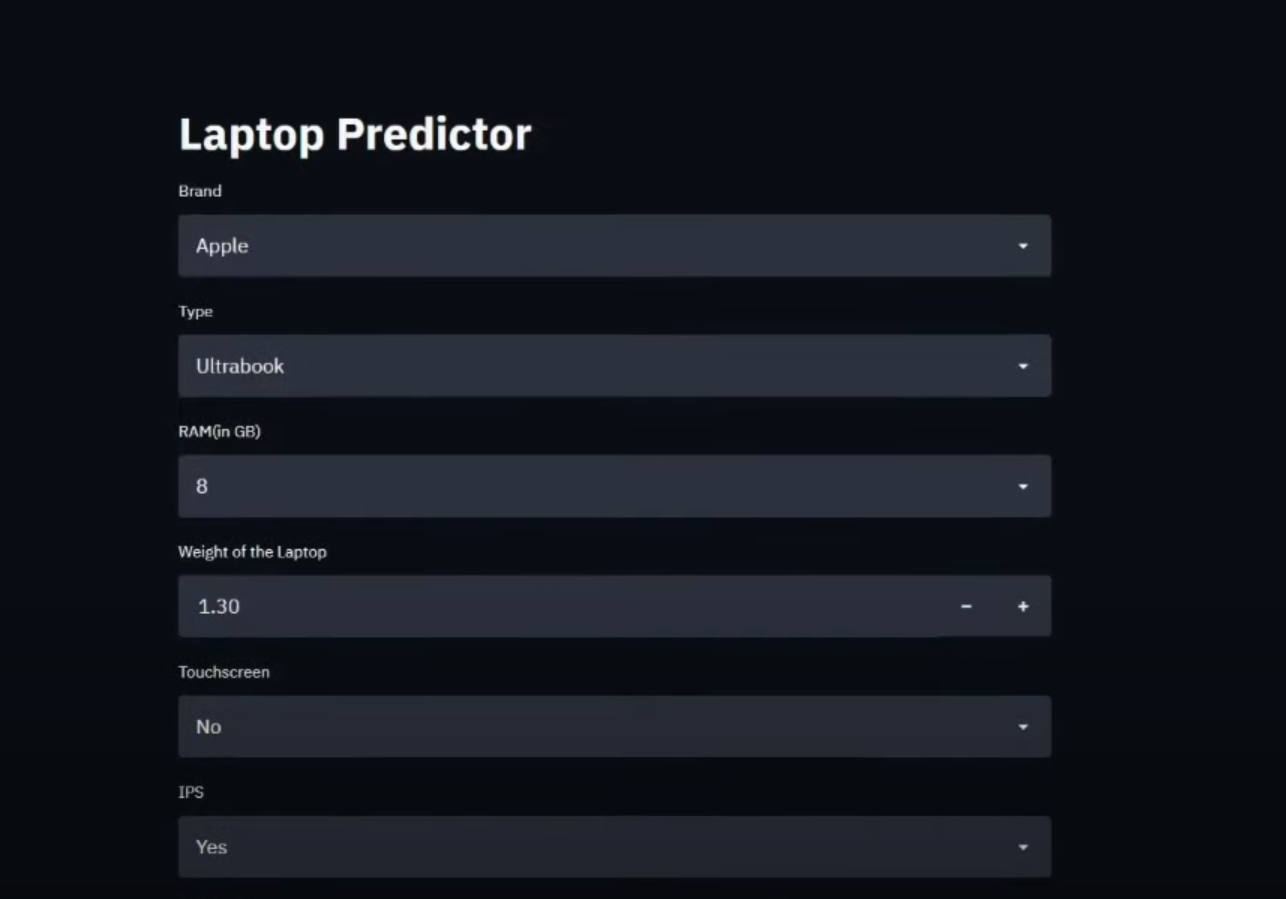 Laptop Predictor
Brand
Apple
Type
Ultrabook
RAM(in GB)
8
Weight of the Laptop
1.30
Touchscreen
No
IPS
Yes